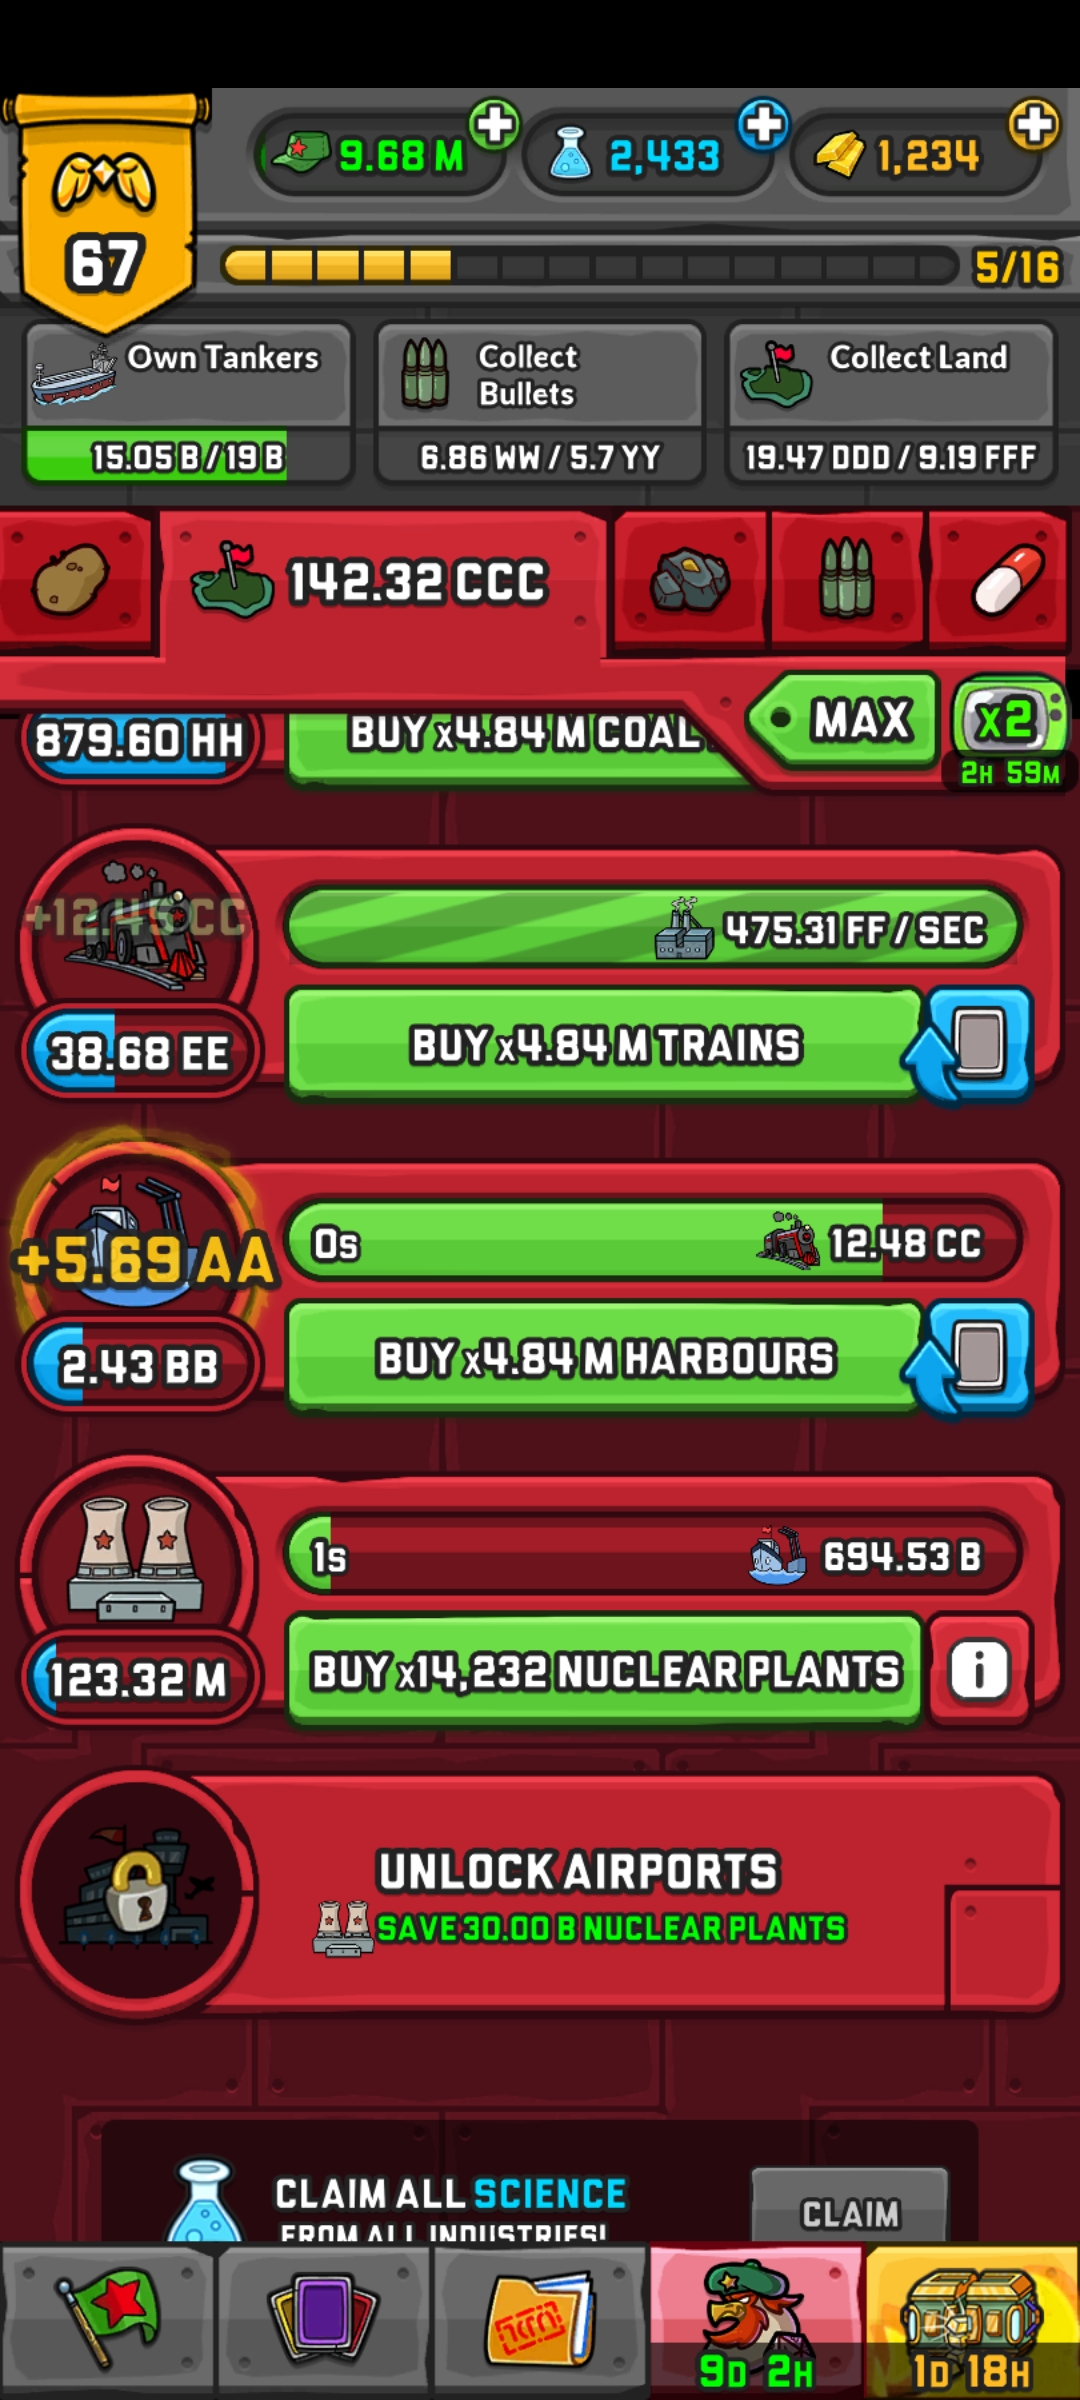 9.68 M
2,433
1,234
67
5/16
Own Tankers
15.05 B / 19 B
Collect
Bullets
6.86 WW / 5.7 YY
Collect Land
19.47 DDD / 9.19 FFF
142.32 CCC
MAX
x2
2H 59M
879.60 HH
BUY x4.84 M COAL
+12.45 CC
475.31 FF / SEC
38.68 EE
BUY x4.84 M TRAINS
+5.69 AA
0s
12.48 CC
2.43 BB
BUY x4.84 M HARBOURS
1s
694.53 B
123.32 M
BUY x14,232 NUCLEAR PLANTS
i
UNLOCK AIRPORTS
SAVE 30.00 B NUCLEAR PLANTS
CLAIM ALL SCIENCE
FROM ALL INDUSTRIES!
CLAIM
9D 2H
1D 18H